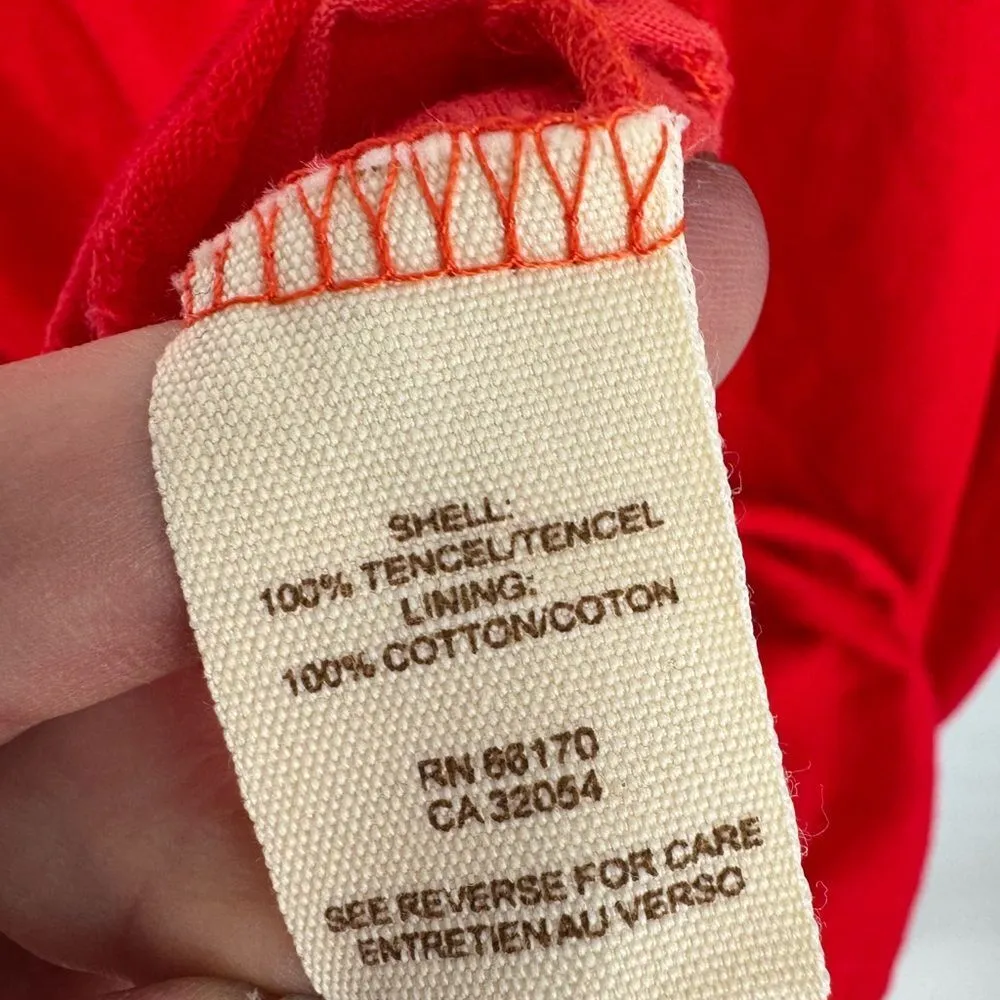 SHELL:
100% TENCEL/TENCEL
LINING:
100% COTTON/COTON
RN 66170
CA 32054
SEE REVERSE FOR CARE
ENTRETIEN AU VERSO